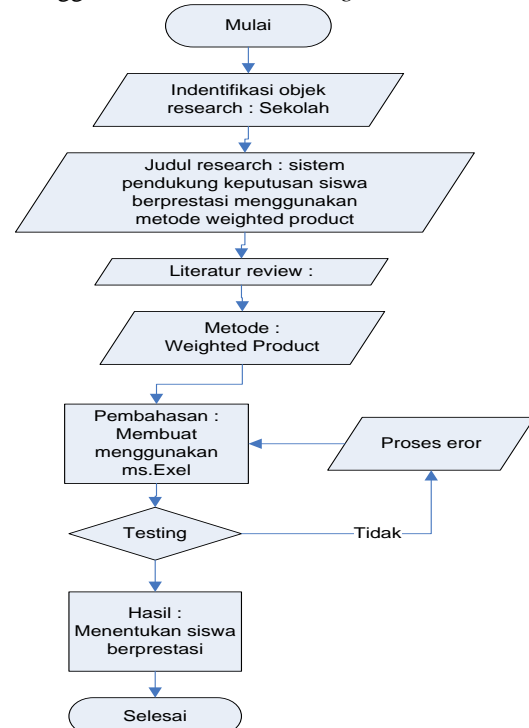 Mulai
Indentifikasi objek
research : Sekolah
Judul research : sistem
pendukung keputusan siswa
berprestasi menggunakan
metode weighted product
Literatur review :
Metode :
Weighted Product
Pembahasan :
Membuat
menggunakan
ms.Exel
Proses eror
Testing
Tidak
Hasil :
Menentukan siswa
berprestasi
Selesai